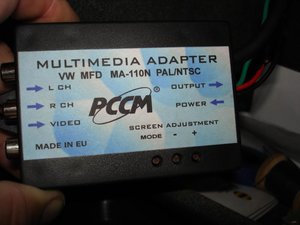 MULTIMEDIA ADAPTER
VW MFD MA-110N PAL/NTSC
L CH
OUTPUT
R CH
PCCM®
POWER
VIDEO
SCREEN ADJUSTMENT
MODE - +
MADE IN EU